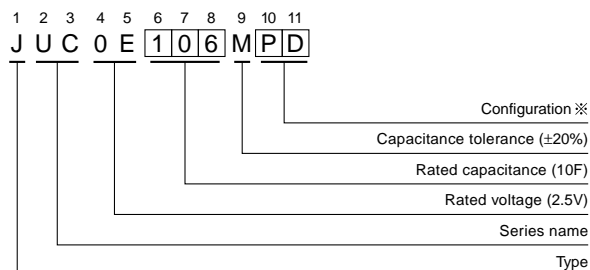 1 2 3 4 5 6 7 8 9 10 11
J U C 0 E 1 0 6 M P D
Configuration ※
Capacitance tolerance (±20%)
Rated capacitance (10F)
Rated voltage (2.5V)
Series name
Type